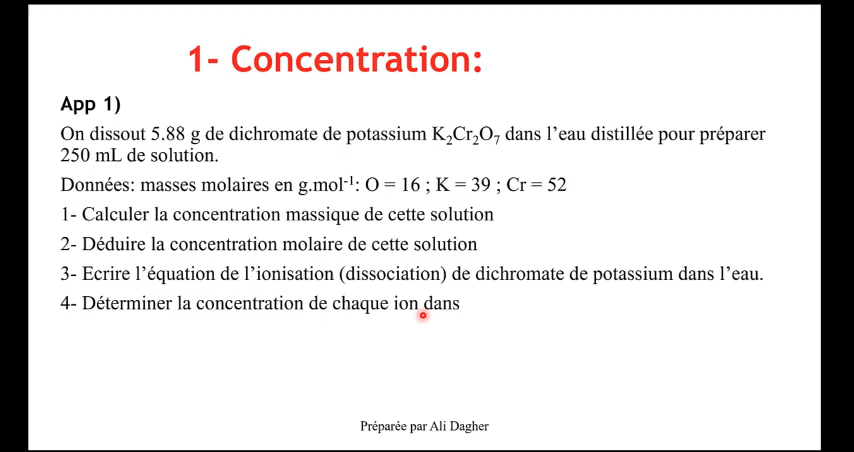 1- Concentration:
App 1)
On dissout 5.88 g de dichromate de potassium K₂Cr₂O₇ dans l’eau distillée pour préparer
250 mL de solution.
Données: masses molaires en g.mol⁻¹: O = 16 ; K = 39 ; Cr = 52
1- Calculer la concentration massique de cette solution
2- Déduire la concentration molaire de cette solution
3- Ecrire l’équation de l’ionisation (dissociation) de dichromate de potassium dans l’eau.
4- Déterminer la concentration de chaque ion dans
Préparée par Ali Dagher